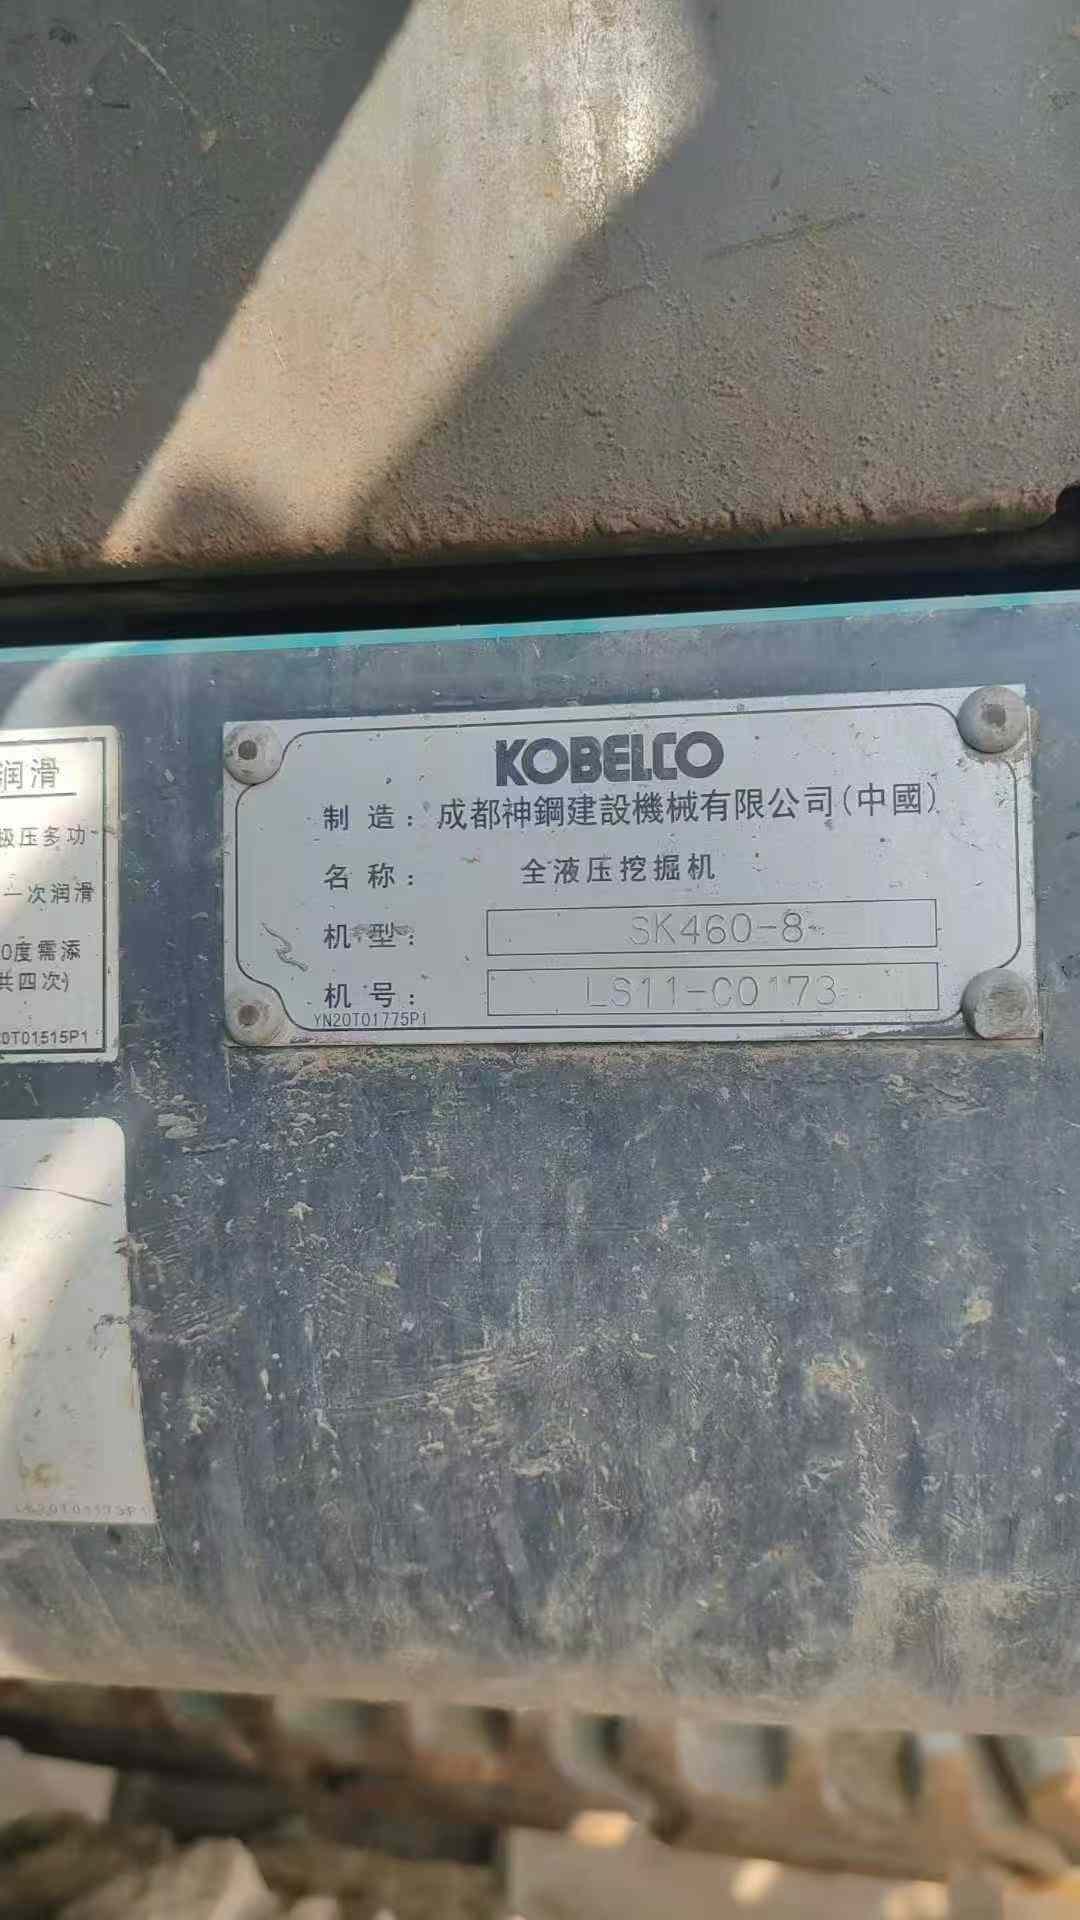 KOBELCO
制造：成都神鋼建設機械有限公司(中國)
名称：全液压挖掘机
机型：SK460-8
机号：LS11-C0173
YN20T01775P1
润滑
极压多功
一次润滑
0度需添
共四次)
0T01515P1